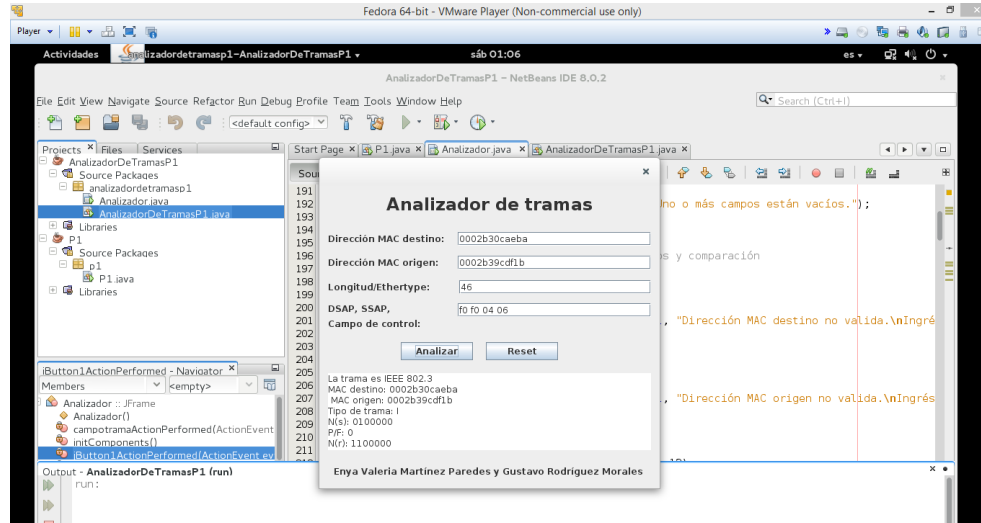 Fedora 64-bit - VMware Player (Non-commercial use only)
Player
Actividades
analizadordetramasp1-AnalizadorDeTramasP1
sáb 01:06
es
AnalizadorDeTramasP1 - NetBeans IDE 8.0.2
File Edit View Navigate Source Refactor Run Debug Profile Team Tools Window Help
Search (Ctrl+I)
<default config>
Projects Files Services
Start Page P1.java Analizador.java AnalizadorDeTramasP1.java
AnalizadorDeTramasP1
Source Packages
analizadordetramasp1
Analizador.java
AnalizadorDeTramasP1.java
Libraries
P1
Source Packages
p1
P1.java
Libraries
Sou
191
192
193
194
195
196
197
198
199
200
201
202
203
204
205
206
207
208
209
210
211
no o más campos están vacíos.");
s y comparación
, "Dirección MAC destino no valida.\nIngré
, "Dirección MAC origen no valida.\nIngrés
Analizador de tramas
Dirección MAC destino: 0002b30caeba
Dirección MAC origen: 0002b39cdf1b
Longitud/Ethertype: 46
DSAP, SSAP, f0 f0 04 06
Campo de control:
Analizar Reset
La trama es IEEE 802.3
MAC destino: 0002b30caeba
MAC origen: 0002b39cdf1b
Tipo de trama: I
N(s): 0100000
P/F: 0
N(r): 1100000
Enya Valeria Martínez Paredes y Gustavo Rodríguez Morales
jButton1ActionPerformed - Navigator
Members <empty>
Analizador :: JFrame
Analizador()
campotramaActionPerformed(ActionEvent
initComponents()
jButton1ActionPerformed(ActionEvent ev
Output - AnalizadorDeTramasP1 (run)
run: